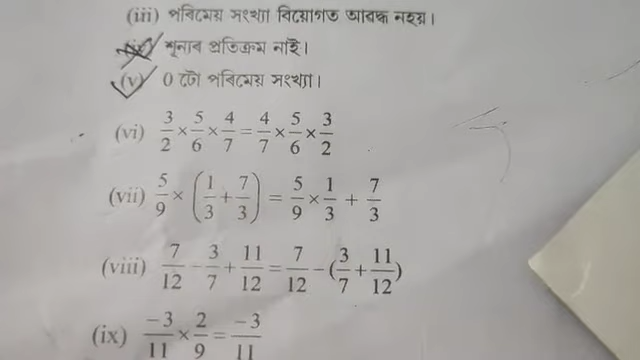 (iii) পৰিমেয় সংখ্যা বিয়োগত আবদ্ধ নহয়।
(iv) শূন্যৰ প্ৰতিক্ৰম নাই।
(v) 0 টো পৰিমেয় সংখ্যা।
(vi) 3/2 × 5/6 × 4/7 = 4/7 × 5/6 × 3/2
(vii) 5/9 × (1/3 + 7/3) = 5/9 × 1/3 + 7/3
(viii) 7/12 − 3/7 + 11/12 = 7/12 − (3/7 + 11/12)
(ix) −3/11 × 2/9 = −3/11